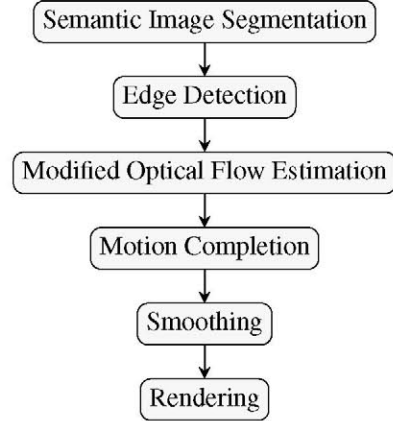 Semantic Image Segmentation
Edge Detection
Modified Optical Flow Estimation
Motion Completion
Smoothing
Rendering